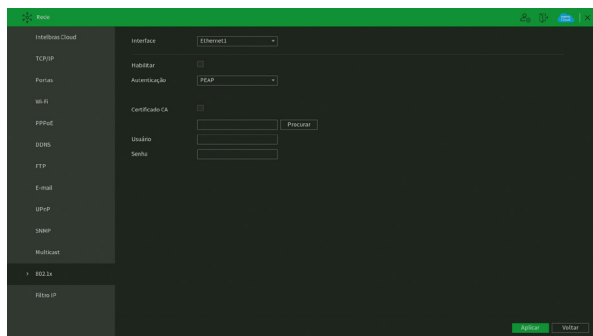 Rede
Intelbras Cloud
TCP/IP
Portas
Wi-Fi
PPPoE
DDNS
FTP
E-mail
UPnP
SNMP
Multicast
802.1x
Filtro IP
Interface
Ethernet1
Habilitar
Autenticação
PEAP
Certificado CA
Procurar
Usuário
Senha
Aplicar
Voltar